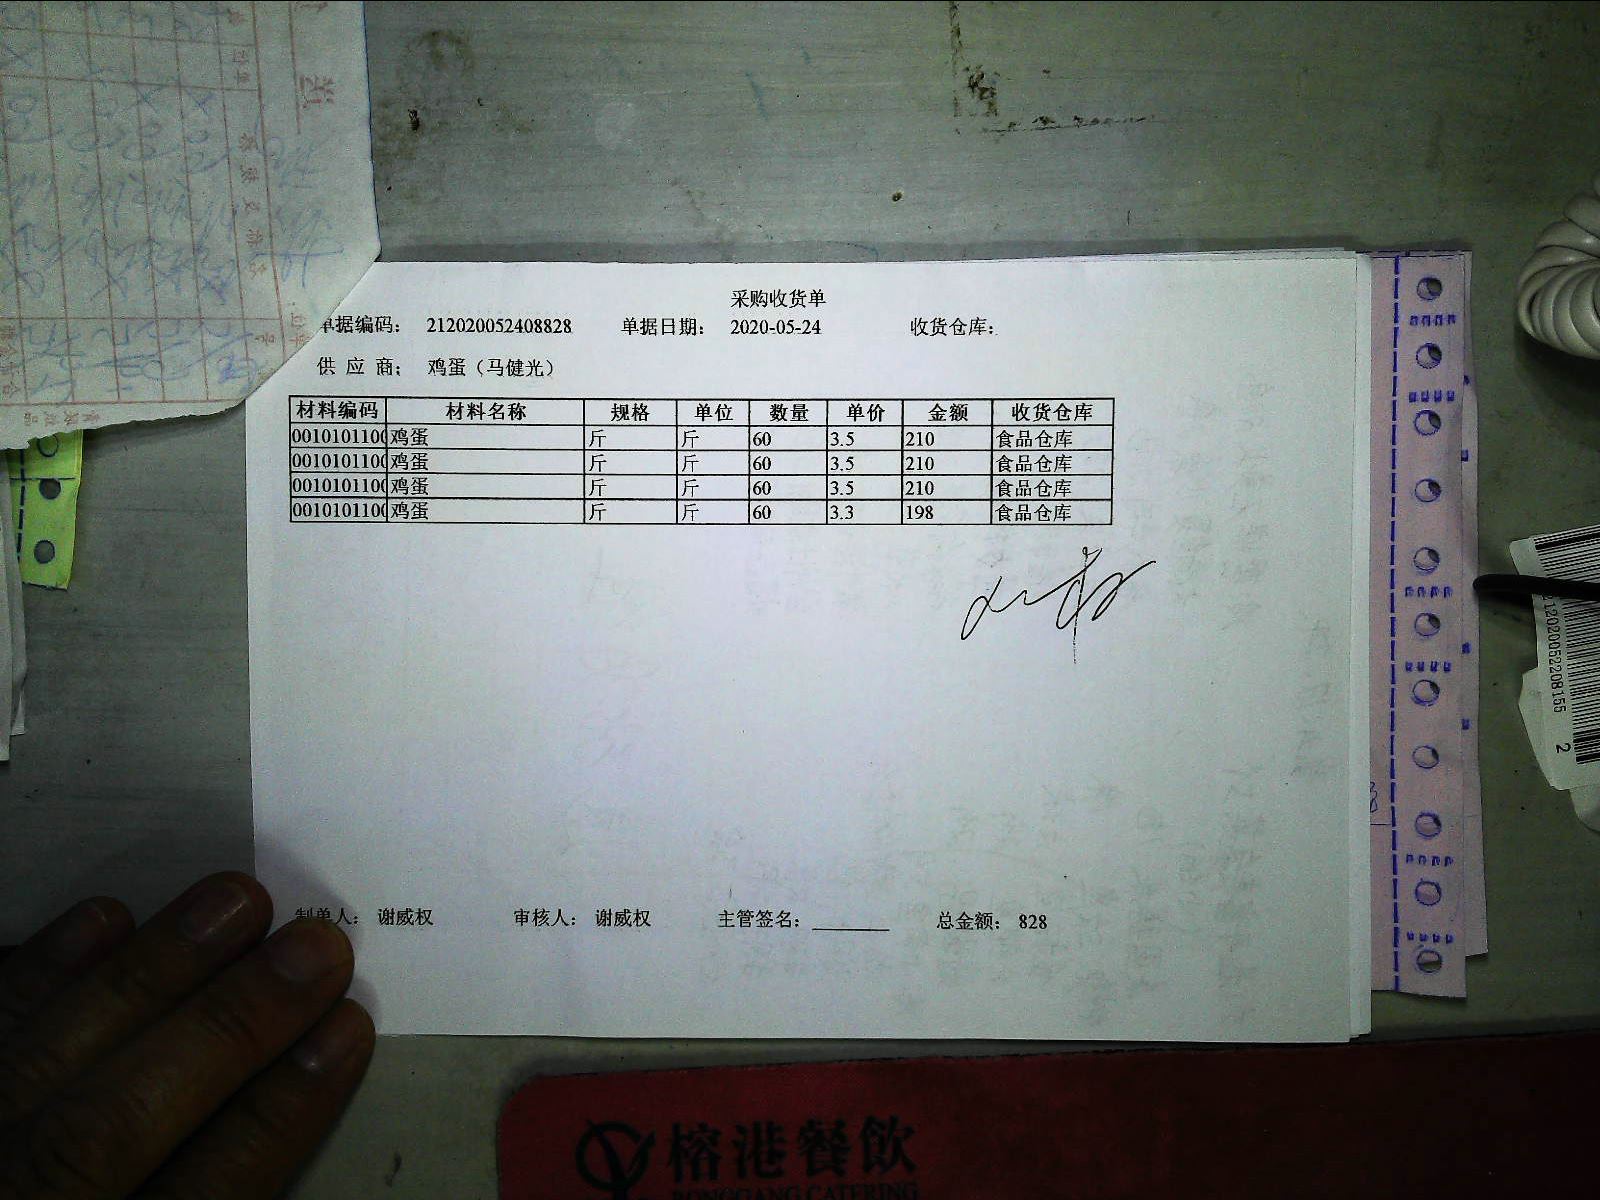 采购收货单
单据编码： 212020052408828 单据日期： 2020-05-24 收货仓库：
供 应 商： 鸡蛋（马健光）
材料编码 材料名称 规格 单位 数量 单价 金额 收货仓库
0010101100 鸡蛋 斤 斤 60 3.5 210 食品仓库
0010101100 鸡蛋 斤 斤 60 3.5 210 食品仓库
0010101100 鸡蛋 斤 斤 60 3.5 210 食品仓库
0010101100 鸡蛋 斤 斤 60 3.3 198 食品仓库
制单人： 谢威权 审核人： 谢威权 主管签名： 总金额： 828
212020052208155
2
榕港餐飲
RONGGANG CATERING